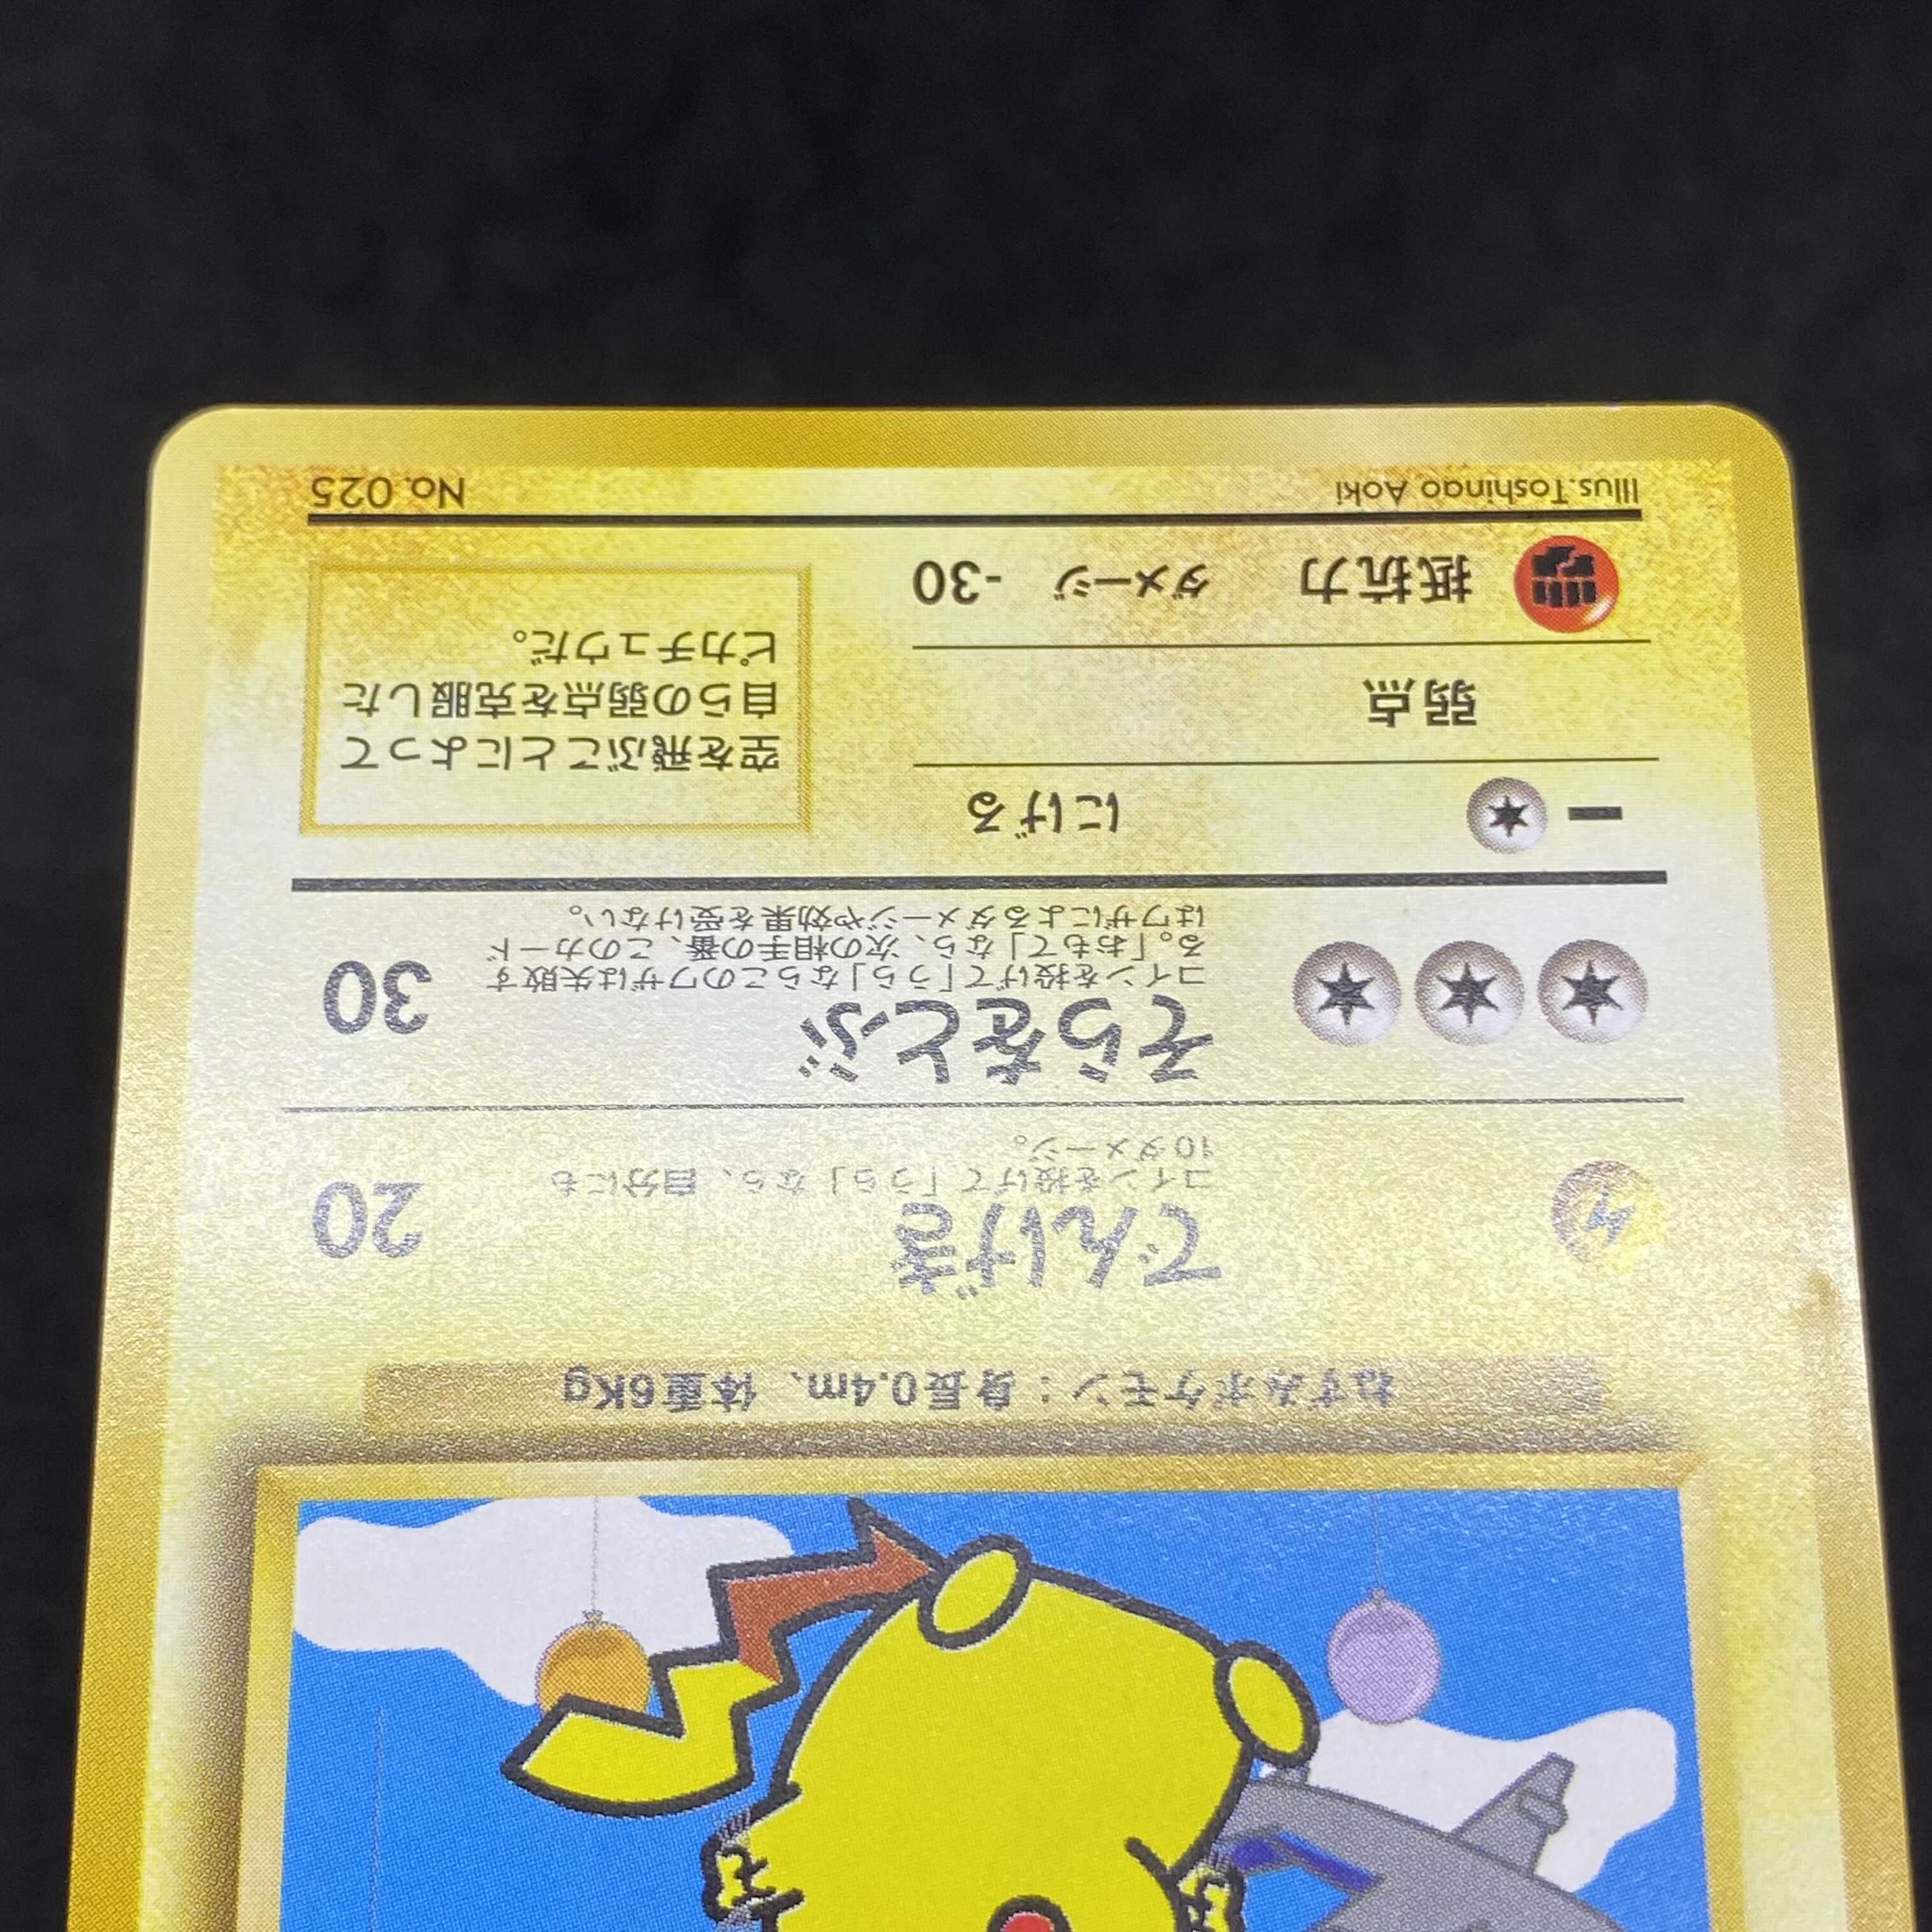 ねずみポケモン：身長0.4m、体重6Kg
でんげき 20
コインを投げて「うら」なら、自分にも
10ダメージ。
そらをとぶ 30
コインを投げて「うら」ならこのワザは失敗す
る。「おもて」なら、次の相手の番、このカード
はワザによるダメージや効果を受けない。
にげる
弱点
抵抗力 ダメージ -30
空を飛ぶことによって
自らの弱点を克服した
ピカチュウだ。
Illus.Toshinao Aoki No. 025